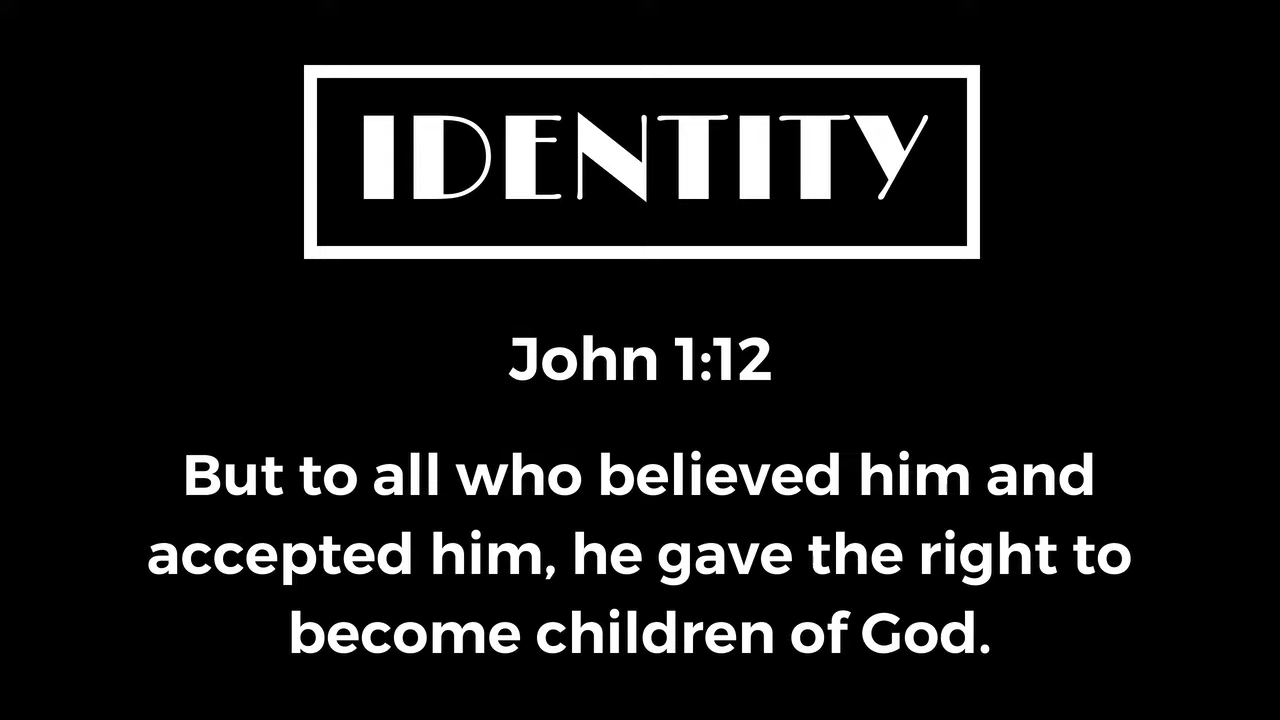 IDENTITY
John 1:12
But to all who believed him and
accepted him, he gave the right to
become children of God.